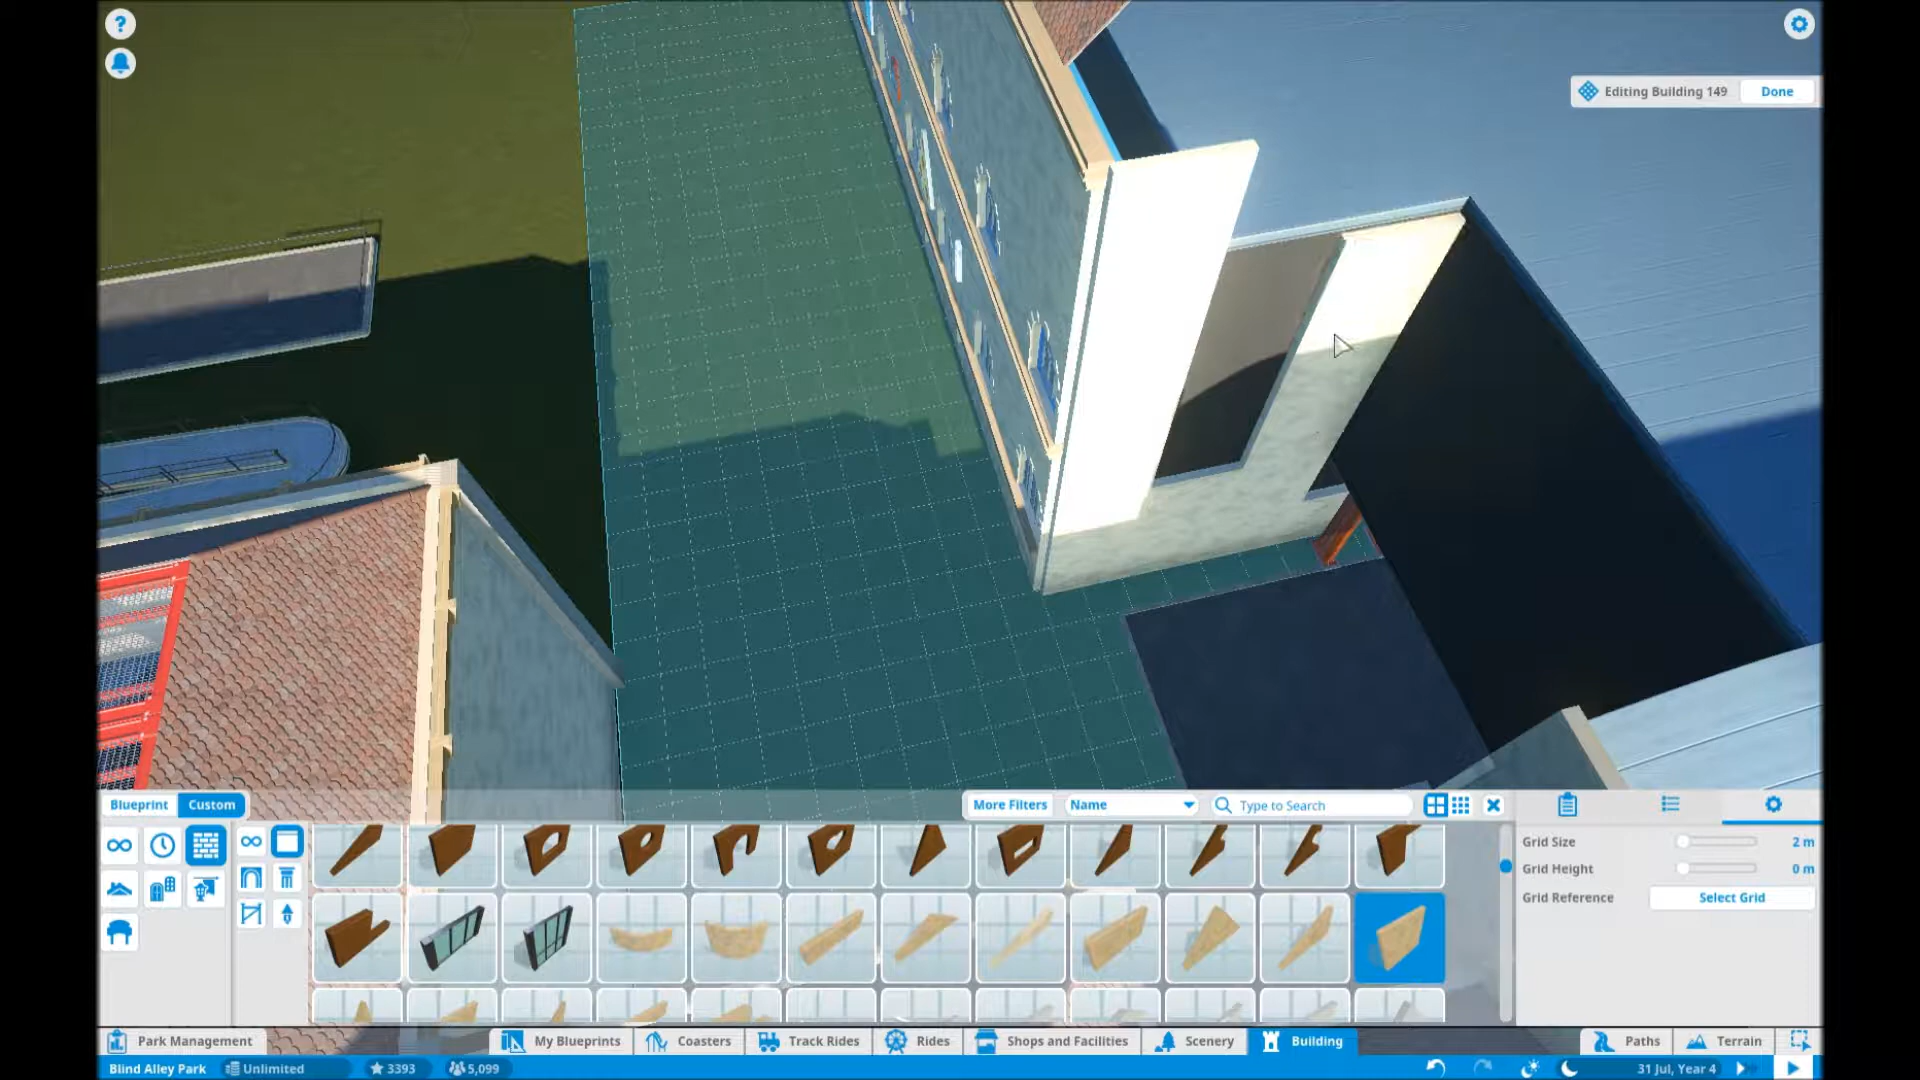 ?
Editing Building 149 Done
Blueprint Custom
More Filters Name Type to Search
Grid Size 2 m
Grid Height 0 m
Grid Reference Select Grid
Park Management My Blueprints Coasters Track Rides Rides Shops and Facilities Scenery Building Paths Terrain
Blind Alley Park Unlimited 3393 5,099 31 Jul, Year 4